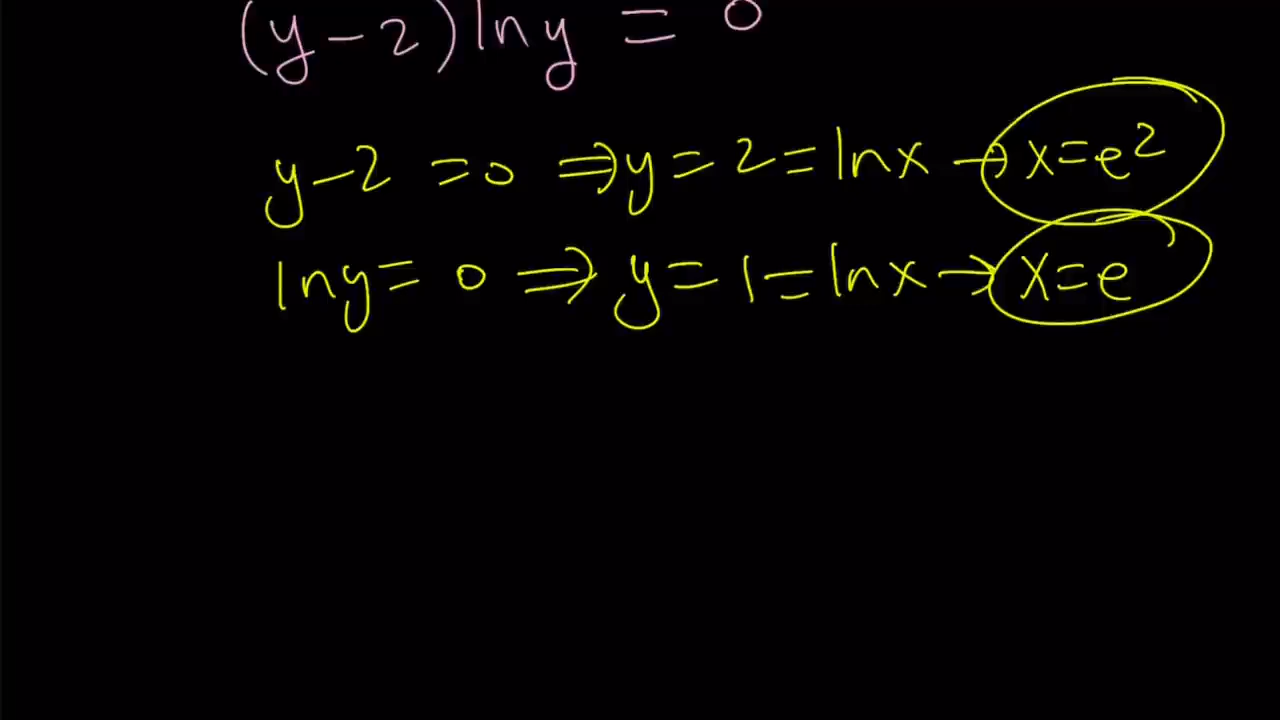 (y-2) ln y = 0
y-2 = 0 ⇒ y = 2 = ln x → x = e²
ln y = 0 ⇒ y = 1 = ln x → x = e